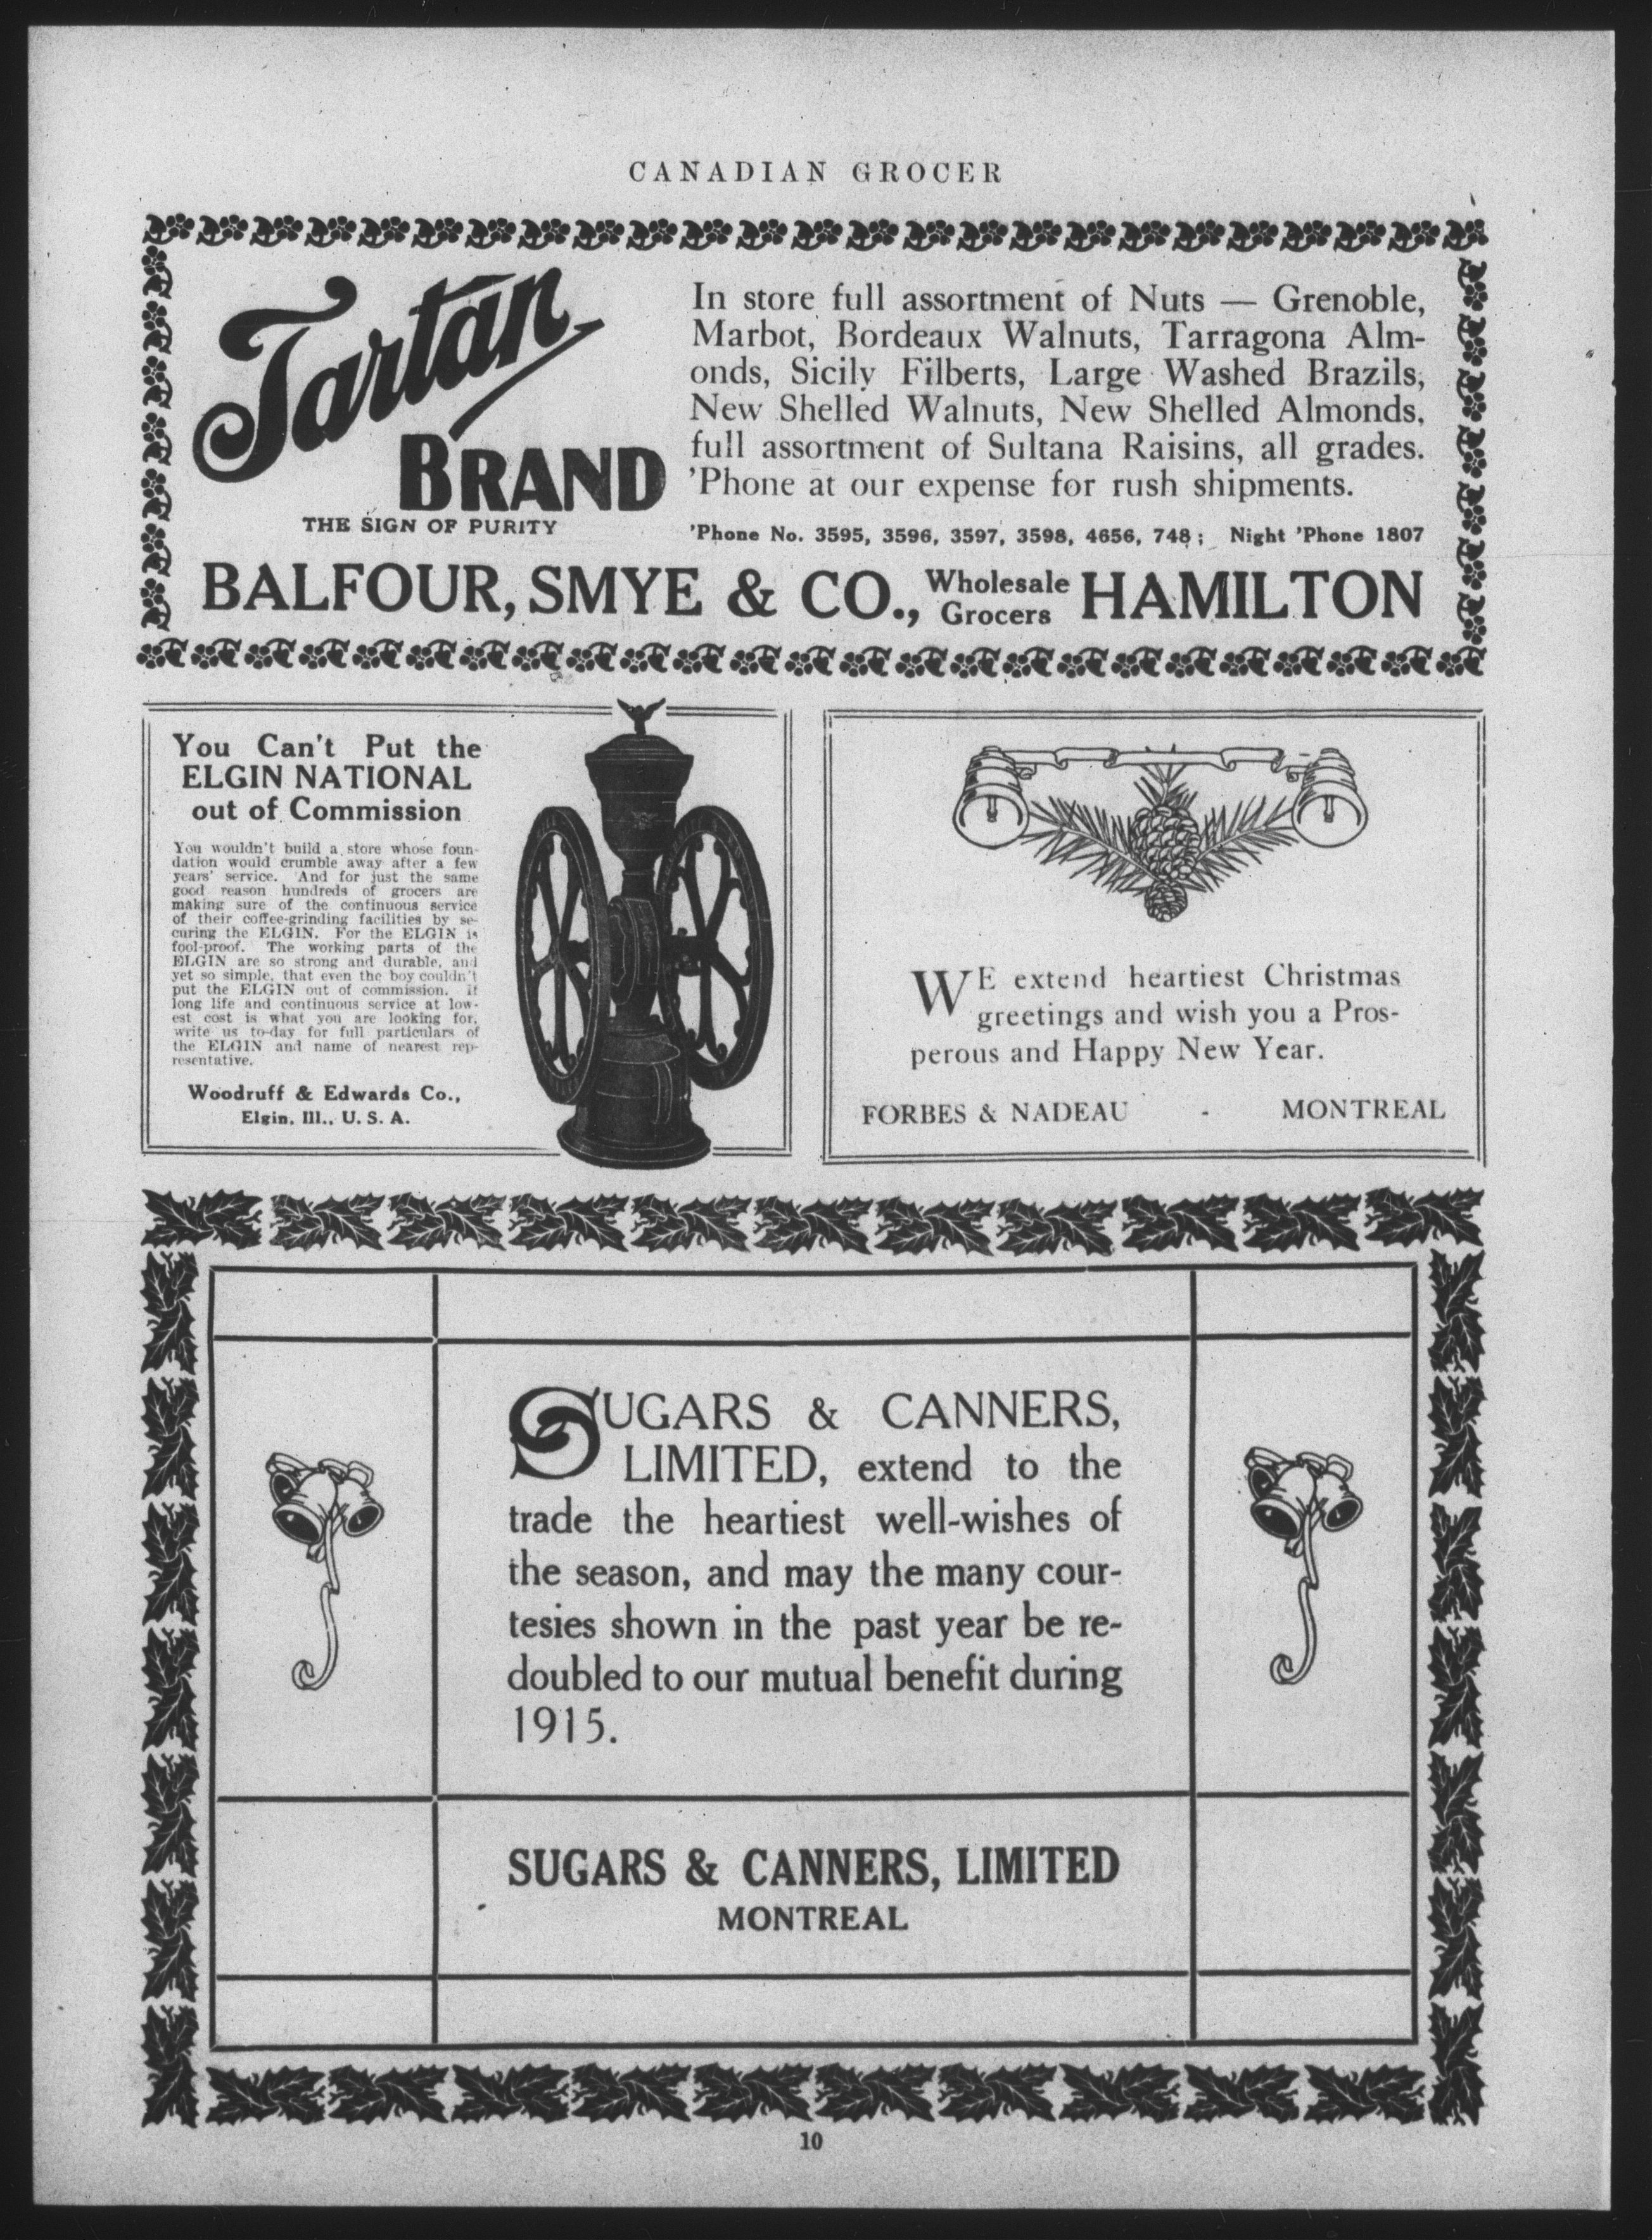 CANADIAN GROCER
Tartan
BRAND
THE SIGN OF PURITY
In store full assortment of Nuts — Grenoble,
Marbot, Bordeaux Walnuts, Tarragona Alm-
onds, Sicily Filberts, Large Washed Brazils,
New Shelled Walnuts, New Shelled Almonds,
full assortment of Sultana Raisins, all grades.
'Phone at our expense for rush shipments.
'Phone No. 3595, 3596, 3597, 3598, 4656, 748; Night 'Phone 1807
BALFOUR, SMYE & CO., Wholesale Grocers HAMILTON
You Can't Put the
ELGIN NATIONAL
out of Commission
You wouldn't build a store whose foun-
dation would crumble away after a few
years' service. And for just the same
good reason hundreds of grocers are
making sure of the continuous service
of their coffee-grinding facilities by se-
curing the ELGIN. For the ELGIN is
fool-proof. The working parts of the
ELGIN are so strong and durable, and
yet so simple, that even the boy couldn't
put the ELGIN out of commission. If
long life and continuous service at low-
est cost is what you are looking for,
write us to-day for full particulars of
the ELGIN and name of nearest rep-
resentative.
Woodruff & Edwards Co.,
Elgin, Ill., U. S. A.
WE extend heartiest Christmas
greetings and wish you a Pros-
perous and Happy New Year.
FORBES & NADEAU - MONTREAL
SUGARS & CANNERS,
LIMITED, extend to the
trade the heartiest well-wishes of
the season, and may the many cour-
tesies shown in the past year be re-
doubled to our mutual benefit during
1915.
SUGARS & CANNERS, LIMITED
MONTREAL
10